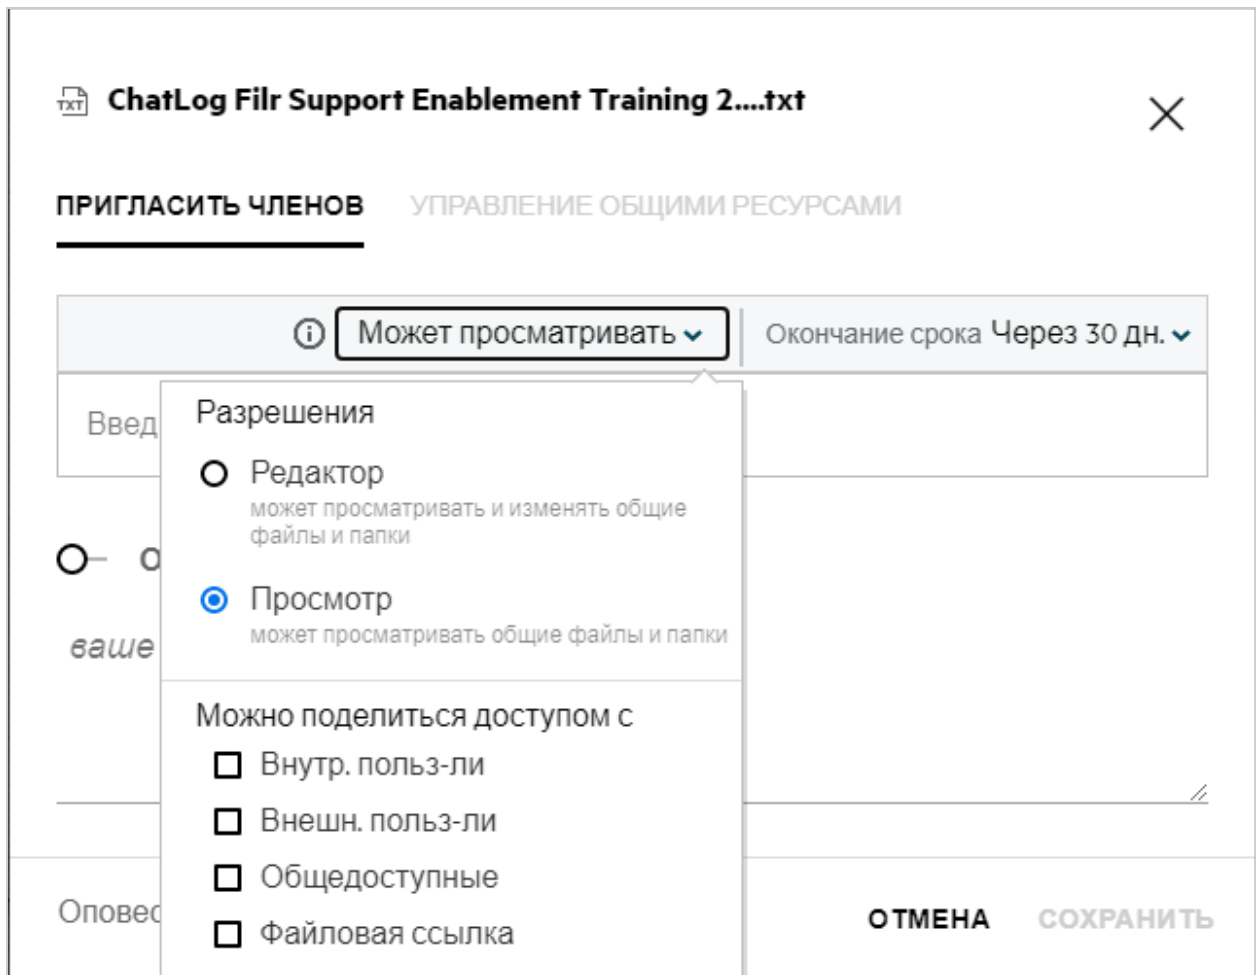 TXT ChatLog Filr Support Enablement Training 2....txt
ПРИГЛАСИТЬ ЧЛЕНОВ УПРАВЛЕНИЕ ОБЩИМИ РЕСУРСАМИ
Может просматривать Окончание срока Через 30 дн.
Введ
Разрешения
Редактор
может просматривать и изменять общие
файлы и папки
О
Просмотр
может просматривать общие файлы и папки
ваше
Можно поделиться доступом с
Внутр. польз-ли
Внешн. польз-ли
Общедоступные
Файловая ссылка
Оповес
ОТМЕНА СОХРАНИТЬ